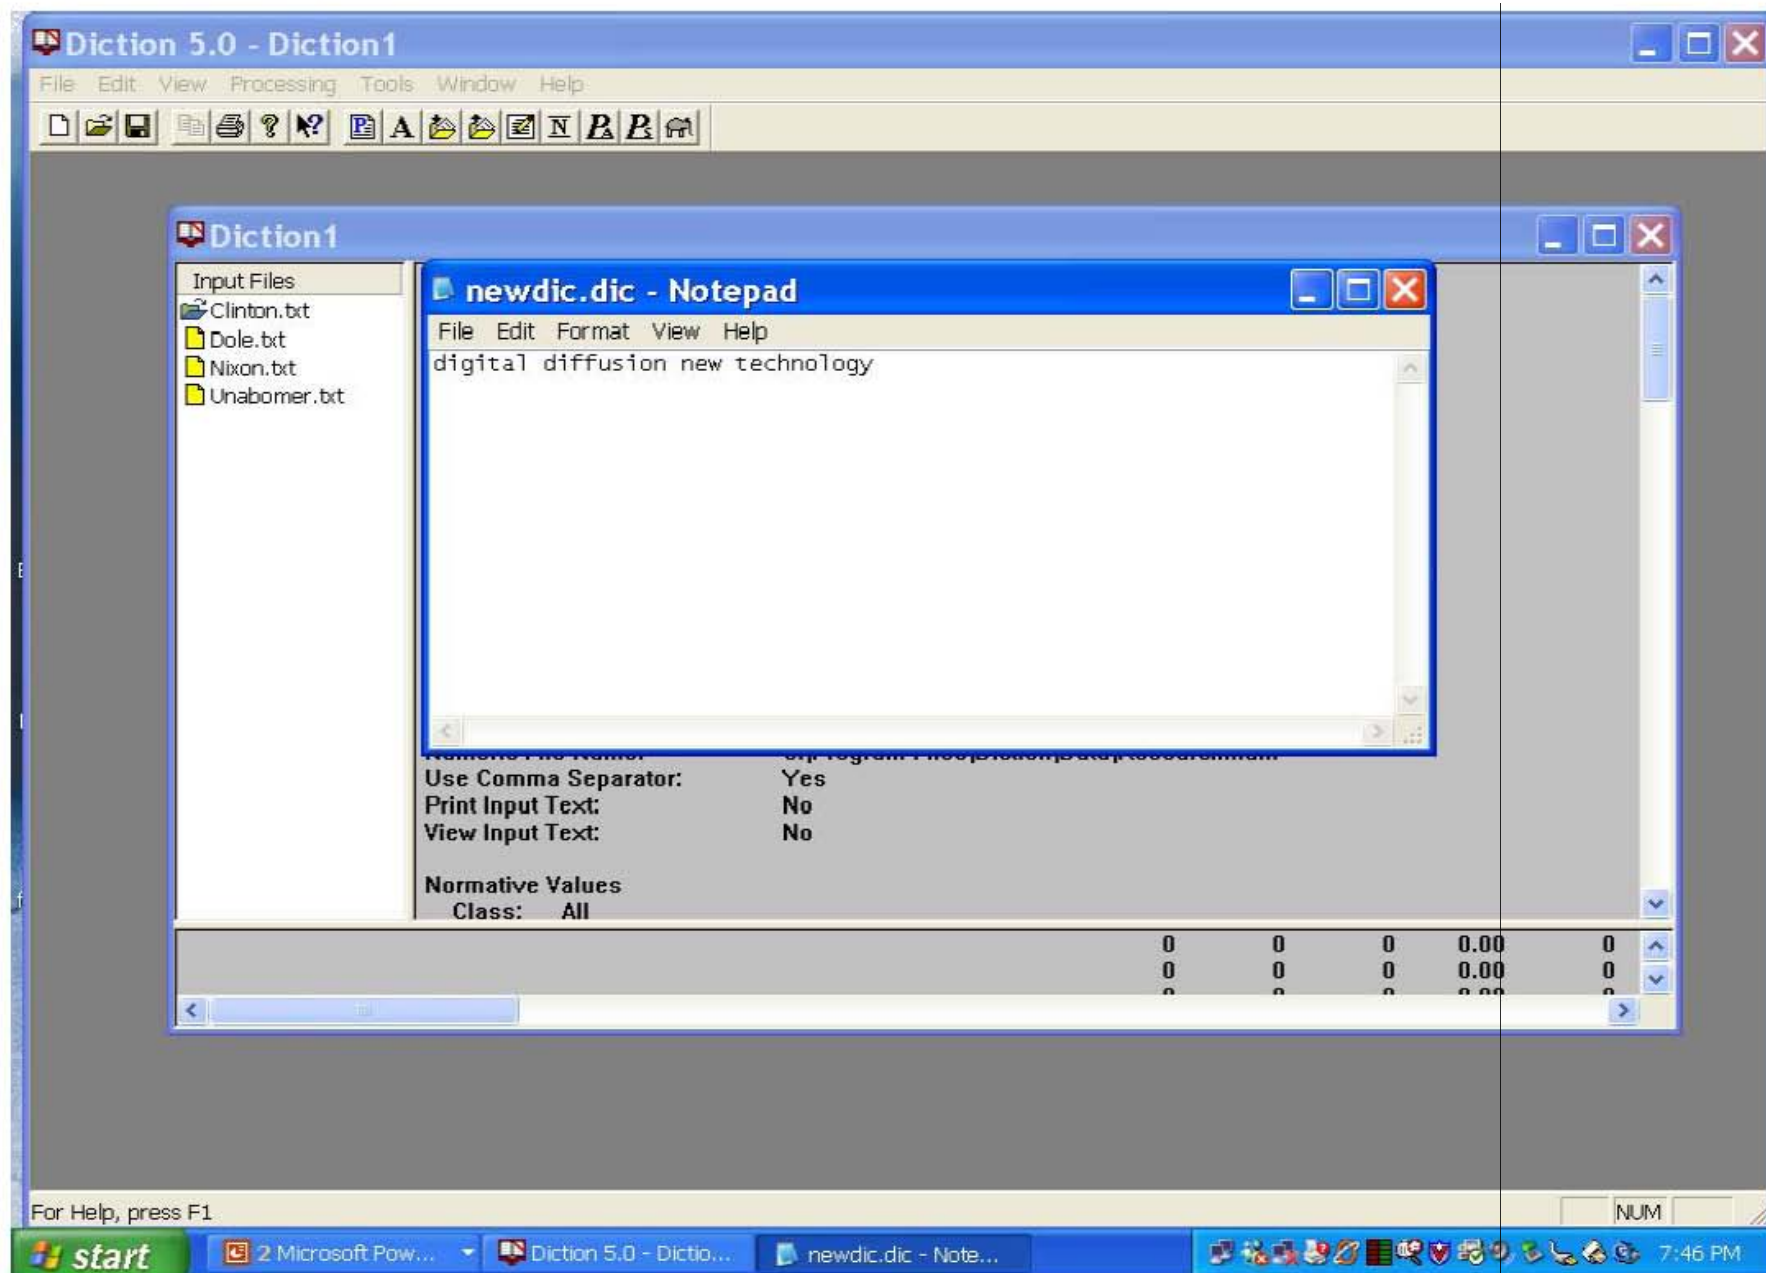 Diction 5.0 - Diction1
File Edit View Processing Tools Window Help
Diction1
Input Files
Clinton.txt
Dole.txt
Nixon.txt
Unabomer.txt
newdic.dic - Notepad
File Edit Format View Help
digital diffusion new technology
Use Comma Separator: Yes
Print Input Text: No
View Input Text: No
Normative Values
Class: All
0 0 0 0.00 0
0 0 0 0.00 0
For Help, press F1
NUM
start
2 Microsoft Pow...
Diction 5.0 - Dictio...
newdic.dic - Note...
7:46 PM